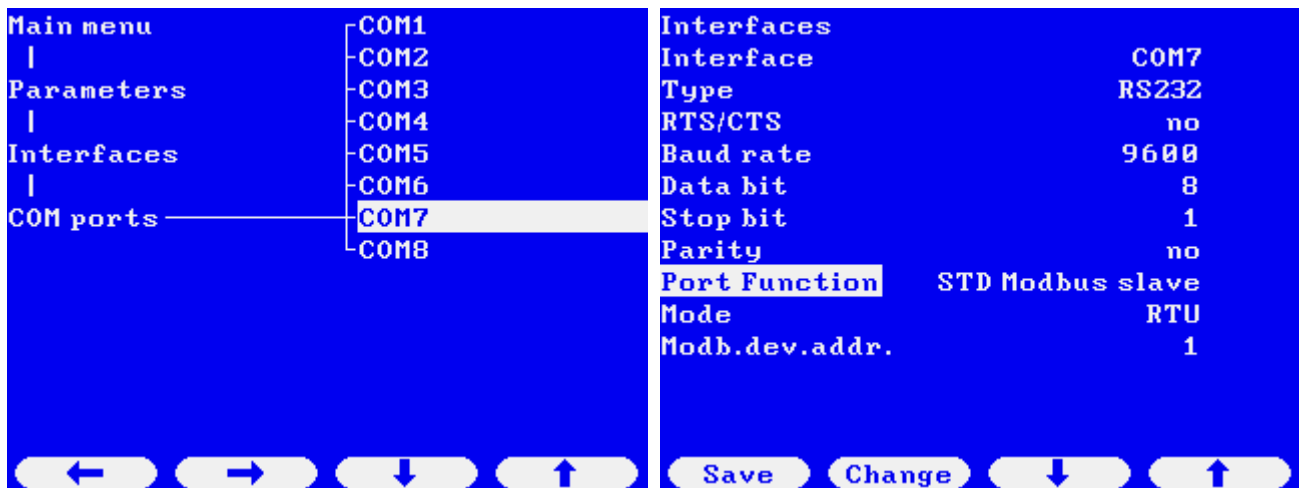 Main menu
COM1
COM2
Parameters
COM3
COM4
Interfaces
COM5
COM6
COM ports
COM7
COM8
Interfaces
Interface COM7
Type RS232
RTS/CTS no
Baud rate 9600
Data bit 8
Stop bit 1
Parity no
Port Function STD Modbus slave
Mode RTU
Modb.dev.addr. 1
Save Change